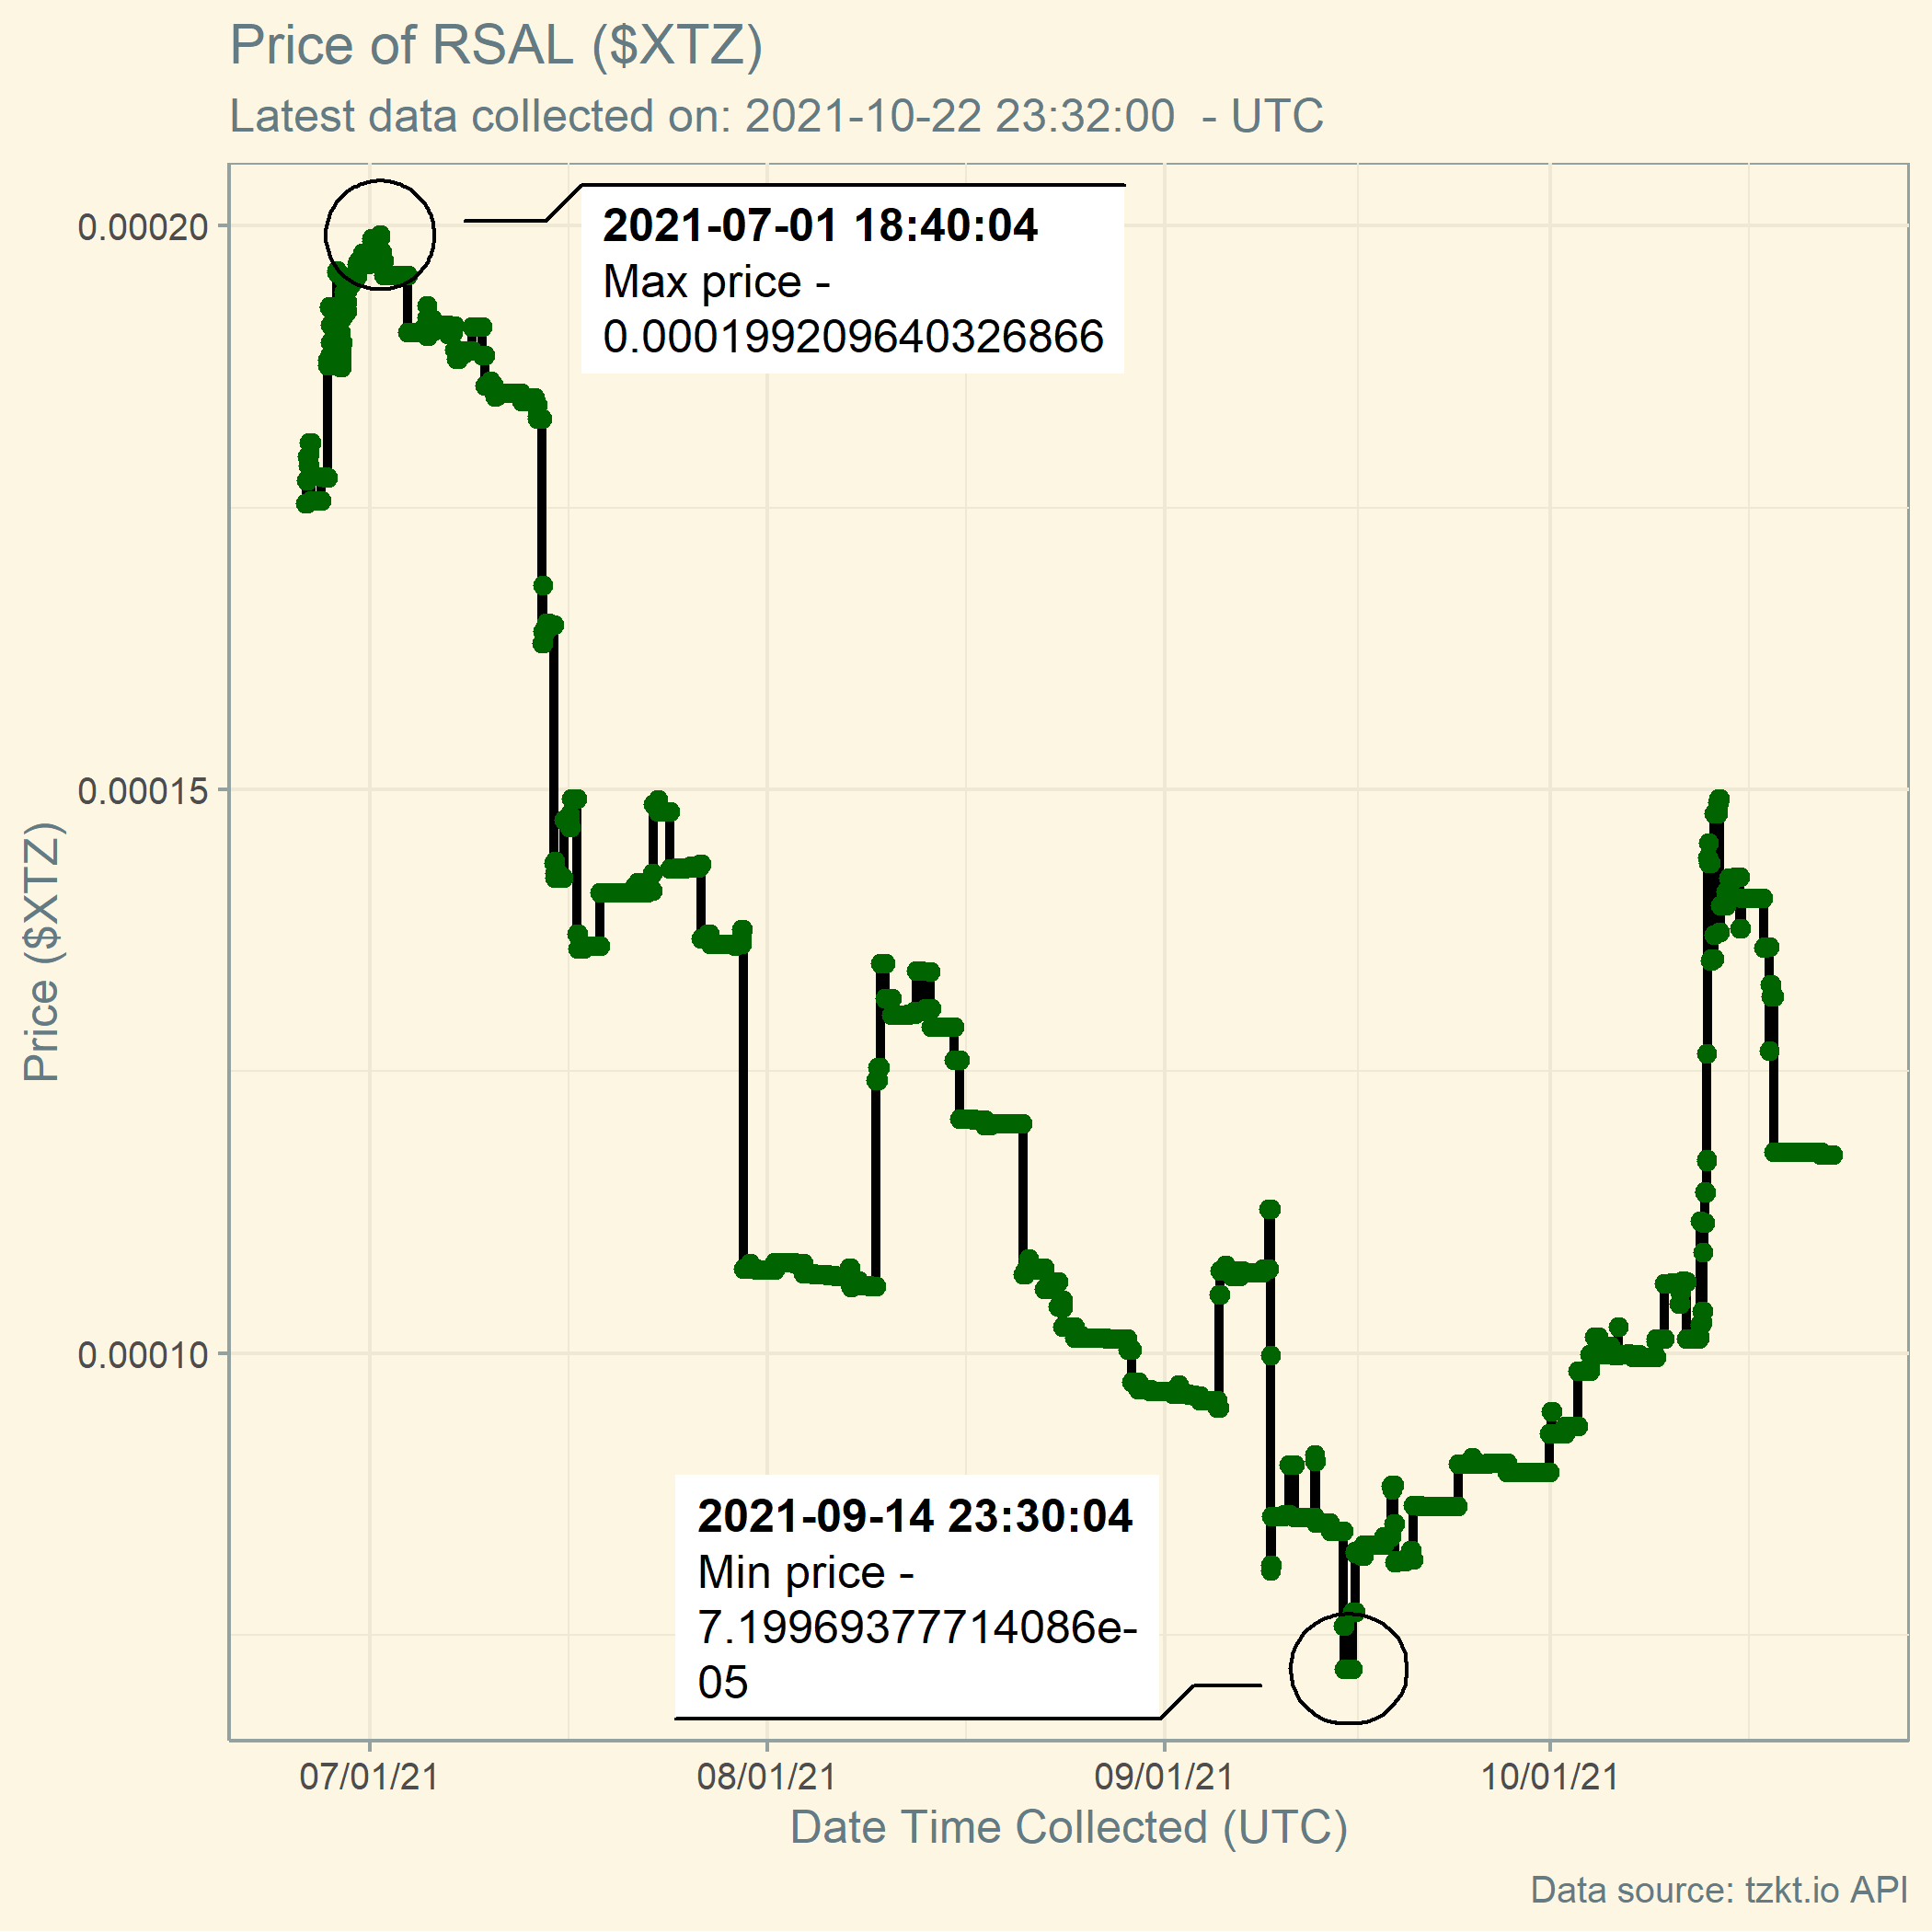 Price of RSAL ($XTZ)
Latest data collected on: 2021-10-22 23:32:00  - UTC
0.00020
0.00015
0.00010
Price ($XTZ)
2021-07-01 18:40:04
Max price -
0.000199209640326866
2021-09-14 23:30:04
Min price -
7.19969377714086e-
05
07/01/21
08/01/21
09/01/21
10/01/21
Date Time Collected (UTC)
Data source: tzkt.io API